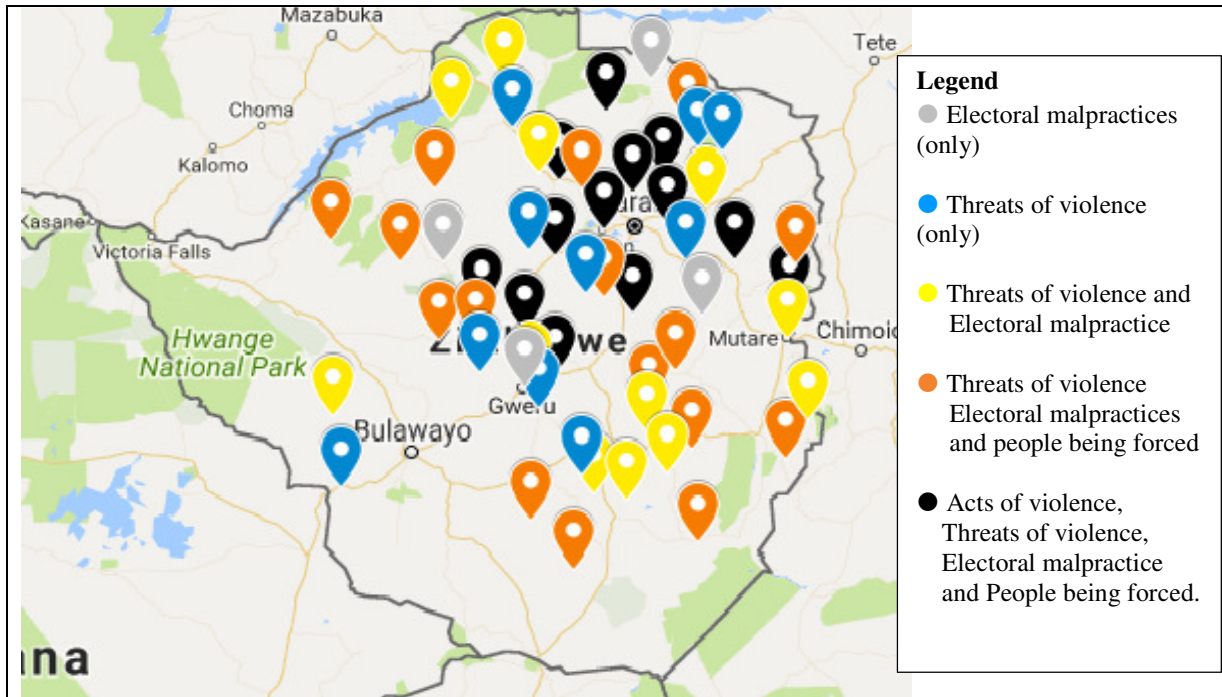 Mazabuka
Tete
Choma
Kalomo
Kasane
Victoria Falls
Hwange
National Park
Mutare
Chimoio
Gweru
Bulawayo
ana
Legend
Electoral malpractices
(only)
Threats of violence
(only)
Threats of violence and
Electoral malpractice
Threats of violence
Electoral malpractices
and people being forced
Acts of violence,
Threats of violence,
Electoral malpractice
and People being forced.